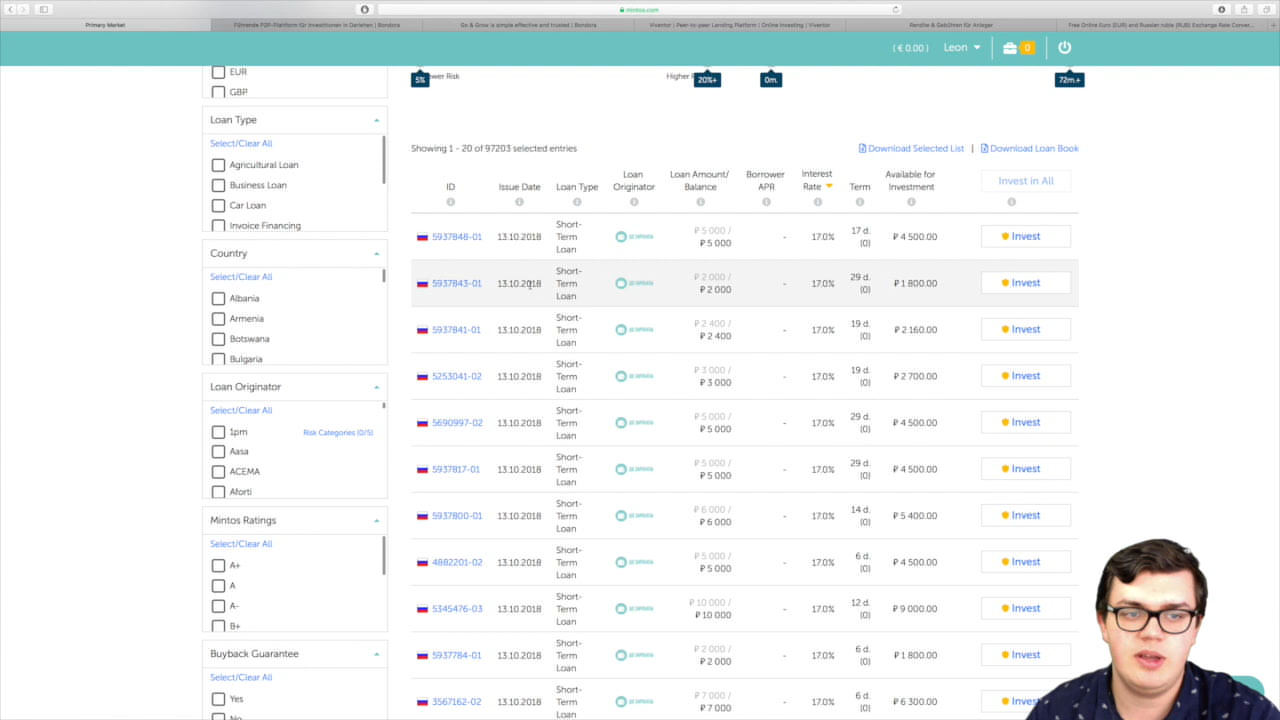 mintos.com
Primary Market
Führende P2P-Plattform für Investitionen in Darlehen | Bondora
Go & Grow is simple effective and trusted | Bondora
Viventor | Peer-to-peer Lending Platform | Online Investing | Viventor
Rendite & Gebühren für Anleger
Free Online Euro (EUR) and Russian ruble (RUB) Exchange Rate Conver...
( € 0.00 ) Leon 0
EUR
GBP
5%
ower Risk
Higher
20%+
0m.
72m.+
Loan Type
Select/Clear All
Agricultural Loan
Business Loan
Car Loan
Invoice Financing
Country
Select/Clear All
Albania
Armenia
Botswana
Bulgaria
Loan Originator
Select/Clear All
1pm
Risk Categories (0/5)
Aasa
ACEMA
Aforti
Mintos Ratings
Select/Clear All
A+
A
A-
B+
Buyback Guarantee
Select/Clear All
Yes
No
Showing 1 - 20 of 97203 selected entries
Download Selected List | Download Loan Book
ID
Issue Date
Loan Type
Loan Originator
Loan Amount/ Balance
Borrower APR
Interest Rate
Term
Available for Investment
Invest in All
5937848-01 13.10.2018 Short-Term Loan ₽ 5 000 / ₽ 5 000 - 17.0% 17 d. (0) ₽ 4 500.00 Invest
5937843-01 13.10.2018 Short-Term Loan ₽ 2 000 / ₽ 2 000 - 17.0% 29 d. (0) ₽ 1 800.00 Invest
5937841-01 13.10.2018 Short-Term Loan ₽ 2 400 / ₽ 2 400 - 17.0% 19 d. (0) ₽ 2 160.00 Invest
5253041-02 13.10.2018 Short-Term Loan ₽ 3 000 / ₽ 3 000 - 17.0% 19 d. (0) ₽ 2 700.00 Invest
5690997-02 13.10.2018 Short-Term Loan ₽ 5 000 / ₽ 5 000 - 17.0% 29 d. (0) ₽ 4 500.00 Invest
5937817-01 13.10.2018 Short-Term Loan ₽ 5 000 / ₽ 5 000 - 17.0% 29 d. (0) ₽ 4 500.00 Invest
5937800-01 13.10.2018 Short-Term Loan ₽ 6 000 / ₽ 6 000 - 17.0% 14 d. (0) ₽ 5 400.00 Invest
4882201-02 13.10.2018 Short-Term Loan ₽ 5 000 / ₽ 5 000 - 17.0% 6 d. (0) ₽ 4 500.00 Invest
5345476-03 13.10.2018 Short-Term Loan ₽ 10 000 / ₽ 10 000 - 17.0% 12 d. (0) ₽ 9 000.00 Invest
5937784-01 13.10.2018 Short-Term Loan ₽ 2 000 / ₽ 2 000 - 17.0% 6 d. (0) ₽ 1 800.00 Invest
3567162-02 13.10.2018 Short-Term Loan ₽ 7 000 / ₽ 7 000 - 17.0% 6 d. (0) ₽ 6 300.00 Invest